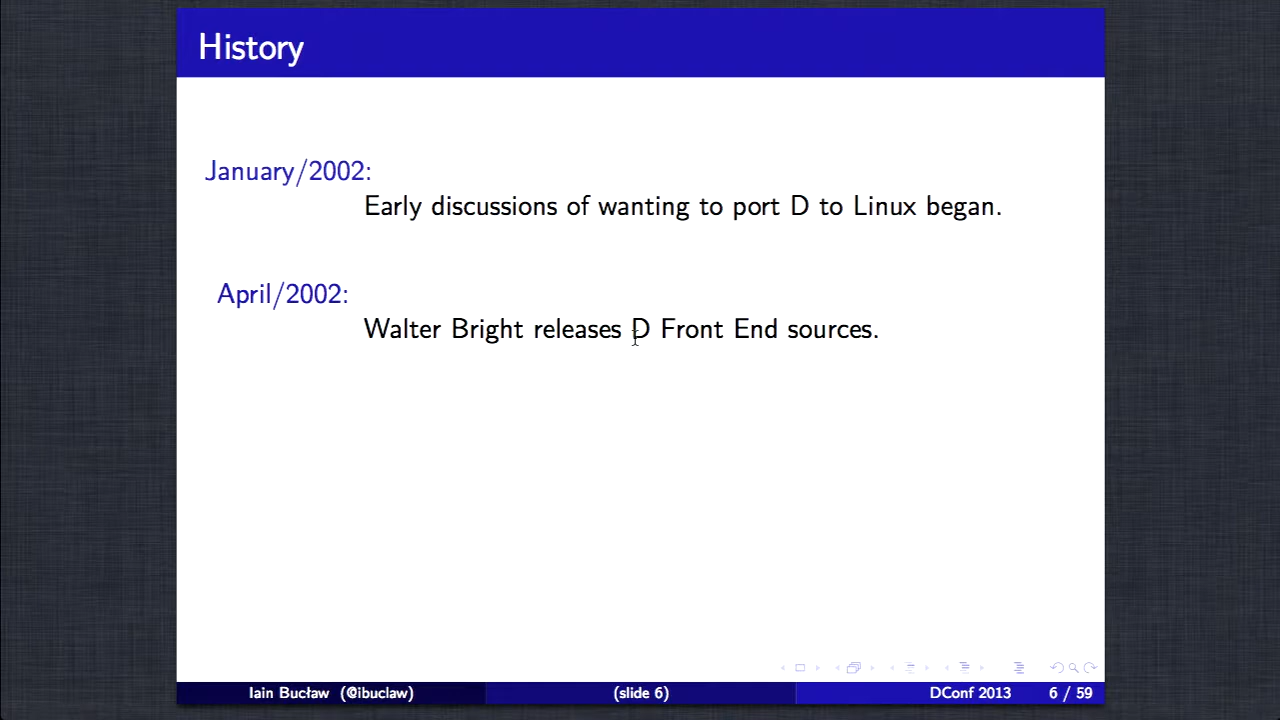 History
January/2002:
Early discussions of wanting to port D to Linux began.
April/2002:
Walter Bright releases D Front End sources.
Iain Bucław (@ibuclaw) (slide 6) DConf 2013 6 / 59